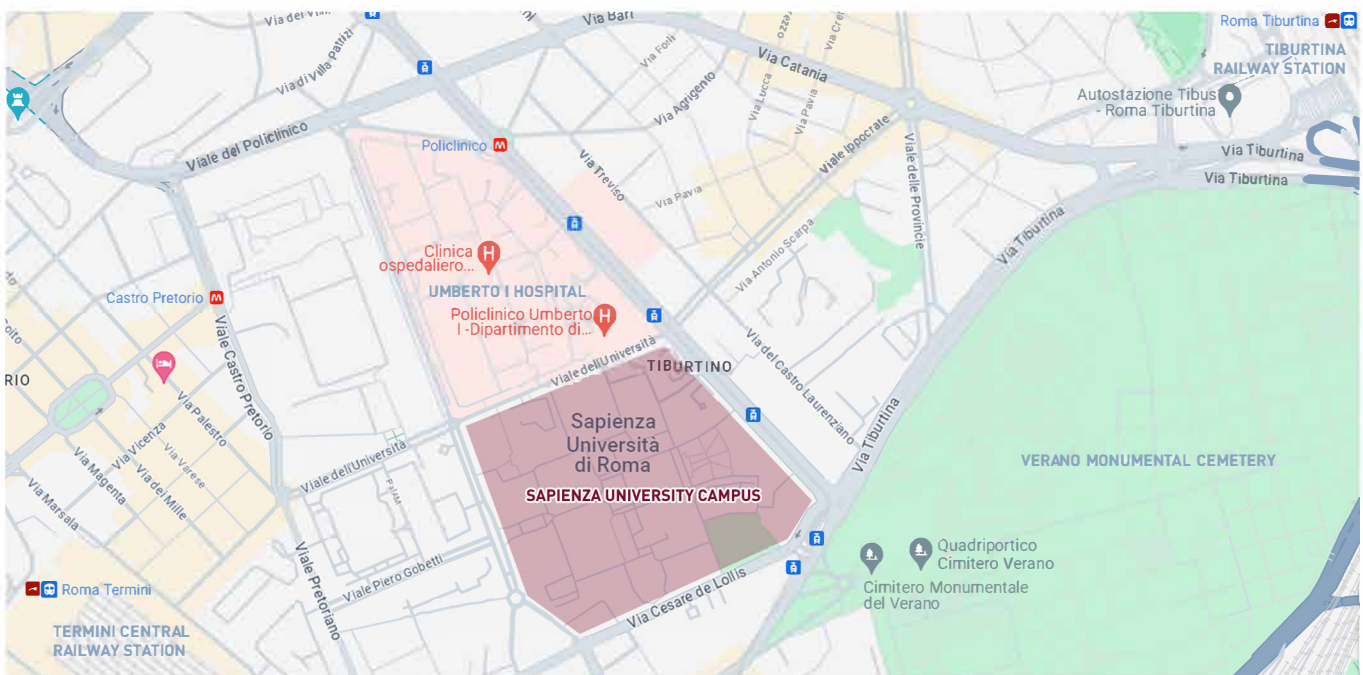 Via Bari
Roma Tiburtina
Via di Villa Patrizi
Via Forlì
Via Catania
TIBURTINA
RAILWAY STATION
Via Lucca
Via Pavia
Autostazione Tibus
- Roma Tiburtina
Via Agrigento
Viale del Policlinico
Policlinico
Viale Ippocrate
Via Tiburtina
Via Tiburtina
Via Treviso
Via Pavia
Viale delle Provincie
Via Tiburtina
Via Antonio Scarpa
Clinica
ospedaliero...
UMBERTO I HOSPITAL
Castro Pretorio
Policlinico Umberto
I -Dipartimento di...
Viale Castro Pretorio
Viale dell'Università
TIBURTINO
Via del Castro Laurenziano
RIO
Via Palestro
Sapienza
Università
di Roma
Via Tiburtina
Via Vicenza
Via Varese
Via Magenta
Via dei Mille
Viale dell'Università
VERANO MONUMENTAL CEMETERY
SAPIENZA UNIVERSITY CAMPUS
Via Marsala
Viale Pretoriano
Viale Piero Gobetti
Quadriportico
Cimitero Verano
Cimitero Monumentale
del Verano
Roma Termini
Via Cesare de Lollis
TERMINI CENTRAL
RAILWAY STATION